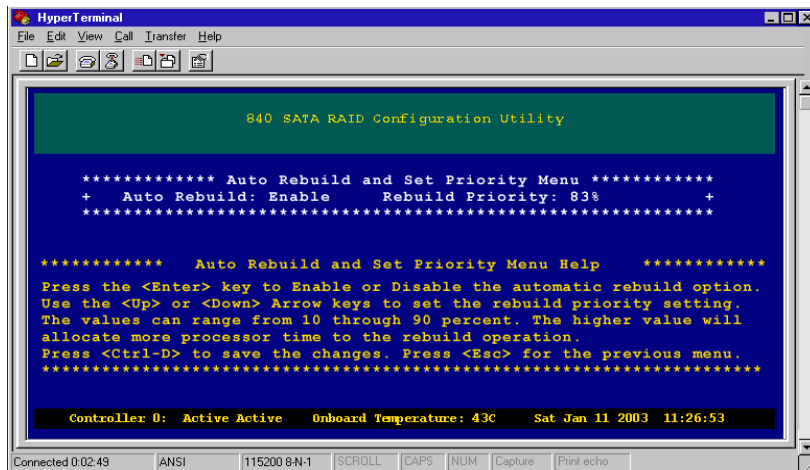 HyperTerminal
File Edit View Call Transfer Help
840 SATA RAID Configuration Utility
************* Auto Rebuild and Set Priority Menu ************
+ Auto Rebuild: Enable Rebuild Priority: 83% +
*************************************************************
************ Auto Rebuild and Set Priority Menu Help ************
Press the <Enter> key to Enable or Disable the automatic rebuild option.
Use the <Up> or <Down> Arrow keys to set the rebuild priority setting.
The values can range from 10 through 90 percent. The higher value will
allocate more processor time to the rebuild operation.
Press <Ctrl-D> to save the changes. Press <Esc> for the previous menu.
**********************************************************************
Controller 0: Active Active Onboard Temperature: 43C Sat Jan 11 2003 11:26:53
Connected 0:02:49 ANSI 115200 8-N-1 SCROLL CAPS NUM Capture Print echo